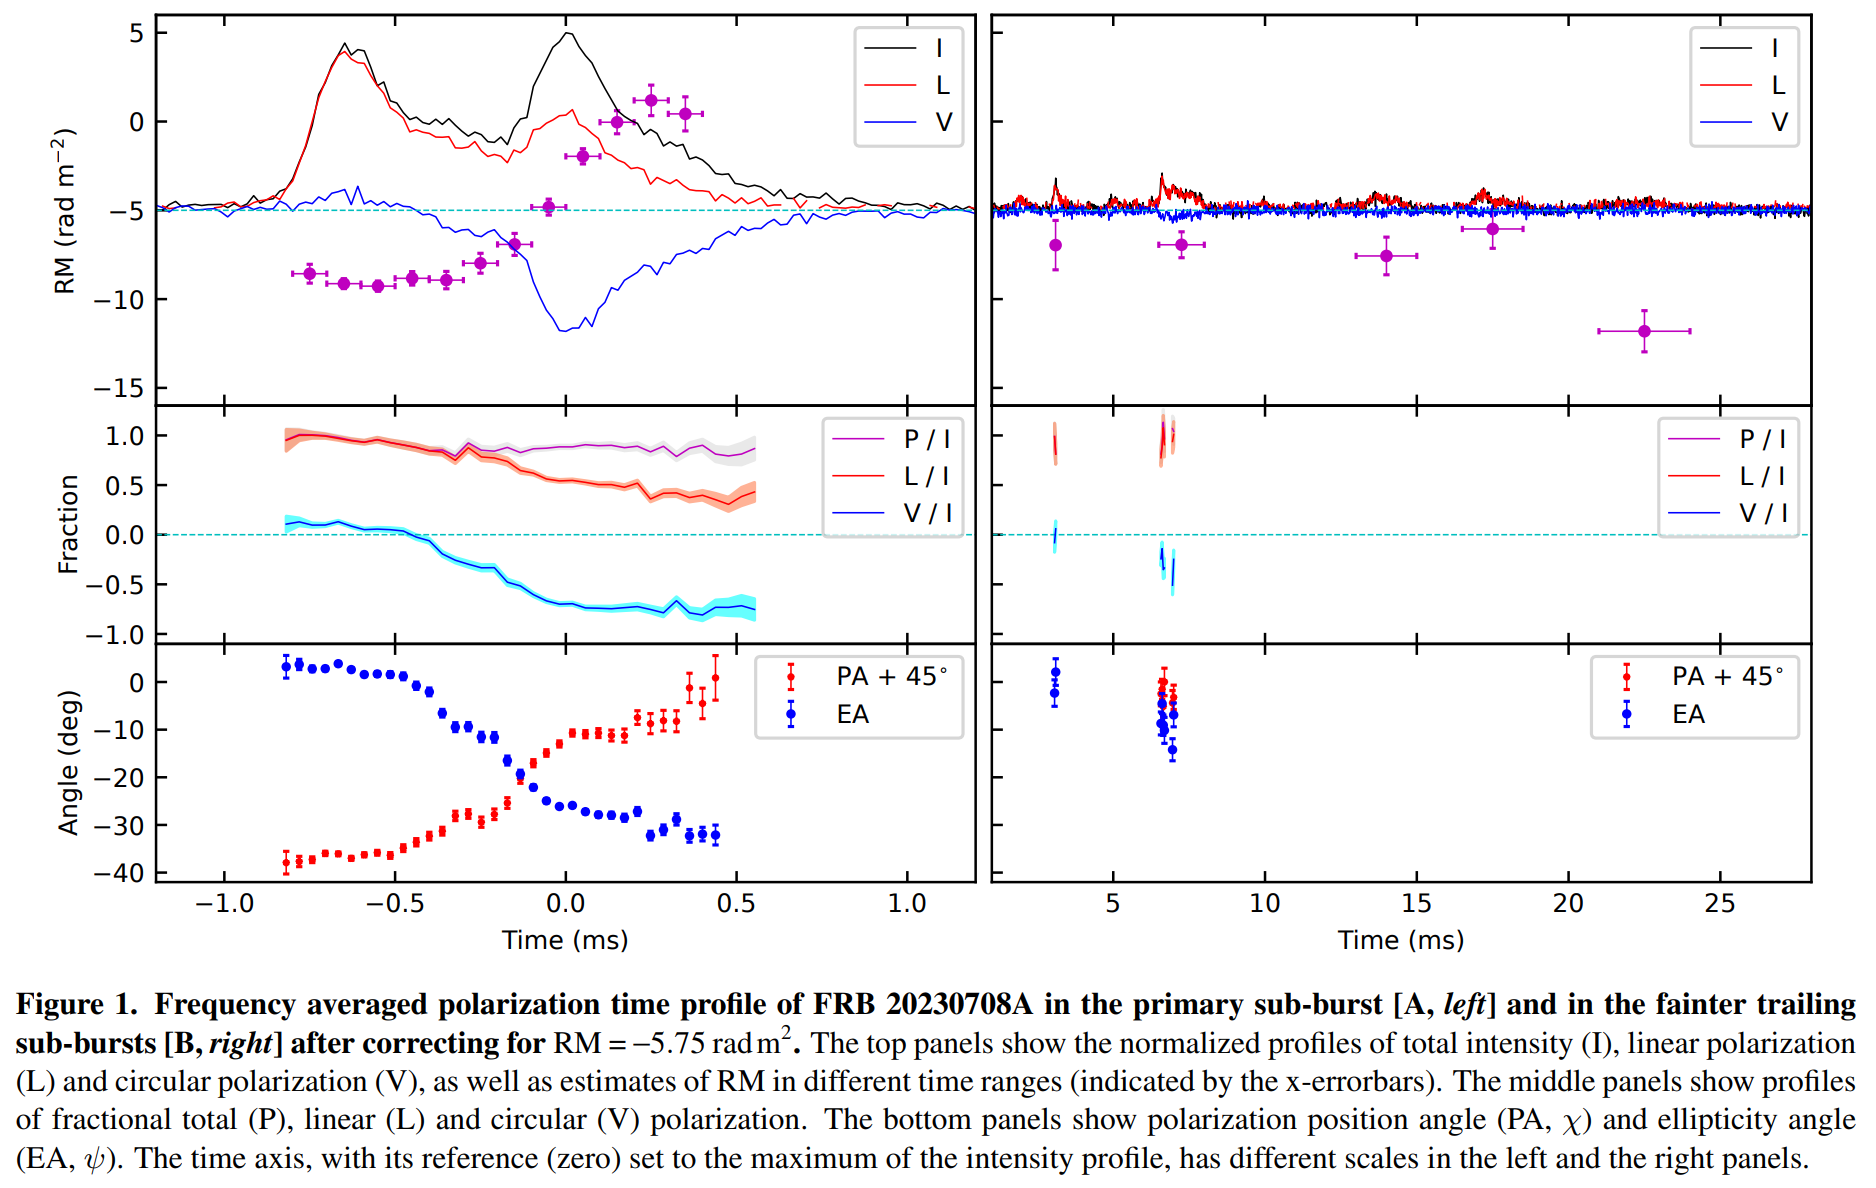 5
0
−5
−10
−15
RM (rad m−2)
I
L
V
I
L
V
1.0
0.5
0.0
−0.5
−1.0
Fraction
P / I
L / I
V / I
P / I
L / I
V / I
0
−10
−20
−30
−40
Angle (deg)
PA + 45°
EA
PA + 45°
EA
−1.0 −0.5 0.0 0.5 1.0
5 10 15 20 25
Time (ms)
Time (ms)
Figure 1. Frequency averaged polarization time profile of FRB 20230708A in the primary sub-burst [A, left] and in the fainter trailing
sub-bursts [B, right] after correcting for RM = −5.75 rad m2. The top panels show the normalized profiles of total intensity (I), linear polarization
(L) and circular polarization (V), as well as estimates of RM in different time ranges (indicated by the x-errorbars). The middle panels show profiles
of fractional total (P), linear (L) and circular (V) polarization. The bottom panels show polarization position angle (PA, χ) and ellipticity angle
(EA, ψ). The time axis, with its reference (zero) set to the maximum of the intensity profile, has different scales in the left and the right panels.